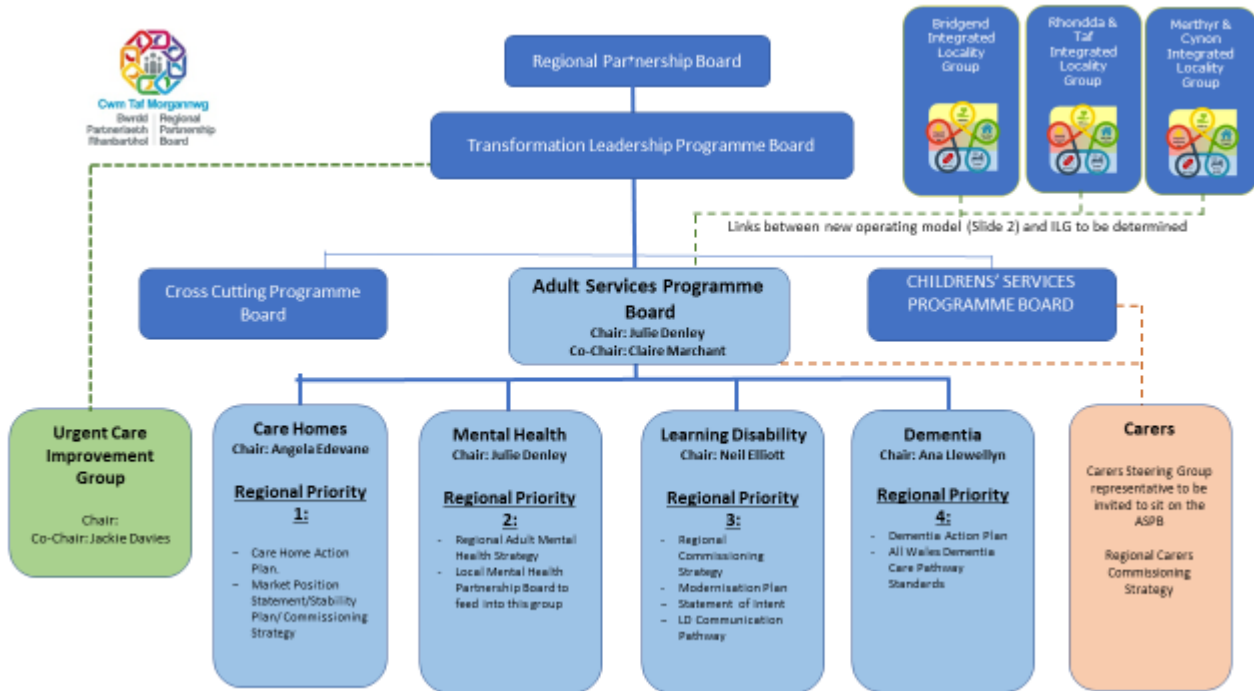 Cwm Taf Morgannwg
Bwrdd
Partneriaeth
Rhanbarthol
Regional
Partnership
Board
Regional Par*nership Board
Transformation Leadership Programme Board
Bridgend
Integrated
Locality
Group
Rhondda &
Taf
Integrated
Locality
Group
Merthyr &
Cynon
Integrated
Locality
Group
Links between new operating model (Slide 2) and ILG to be determined
Cross Cutting Programme
Board
Adult Services Programme
Board
Chair: Julie Denley
Co-Chair: Claire Marchant
CHILDRENS' SERVICES
PROGRAMME BOARD
Urgent Care
Improvement
Group
Chair:
Co-Chair: Jackie Davies
Care Homes
Chair: Angela Edevane
Regional Priority
1:
– Care Home Action
Plan.
– Market Position
Statement/Stability
Plan/ Commissioning
Strategy
Mental Health
Chair: Julie Denley
Regional Priority
2:
- Regional Adult Mental
Health Strategy
- Local Mental Health
Partnership Board to
feed into this group
Learning Disability
Chair: Neil Elliott
Regional Priority
3:
- Regional
Commissioning
Strategy
- Modernisation Plan
– Statement of Intent
– LD Communication
Pathway
Dementia
Chair: Ana Llewellyn
Regional Priority
4:
- Dementia Action Plan
- All Wales Dementia
Care Pathway
Standards
Carers
Carers Steering Group
representative to be
invited to sit on the
ASPB
Regional Carers
Commissioning
Strategy